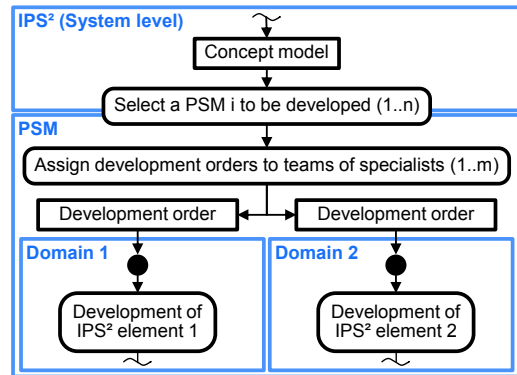 IPS² (System level)
Concept model
Select a PSM i to be developed (1..n)
PSM
Assign development orders to teams of specialists (1..m)
Development order
Development order
Domain 1
Domain 2
Development of
IPS² element 1
Development of
IPS² element 2